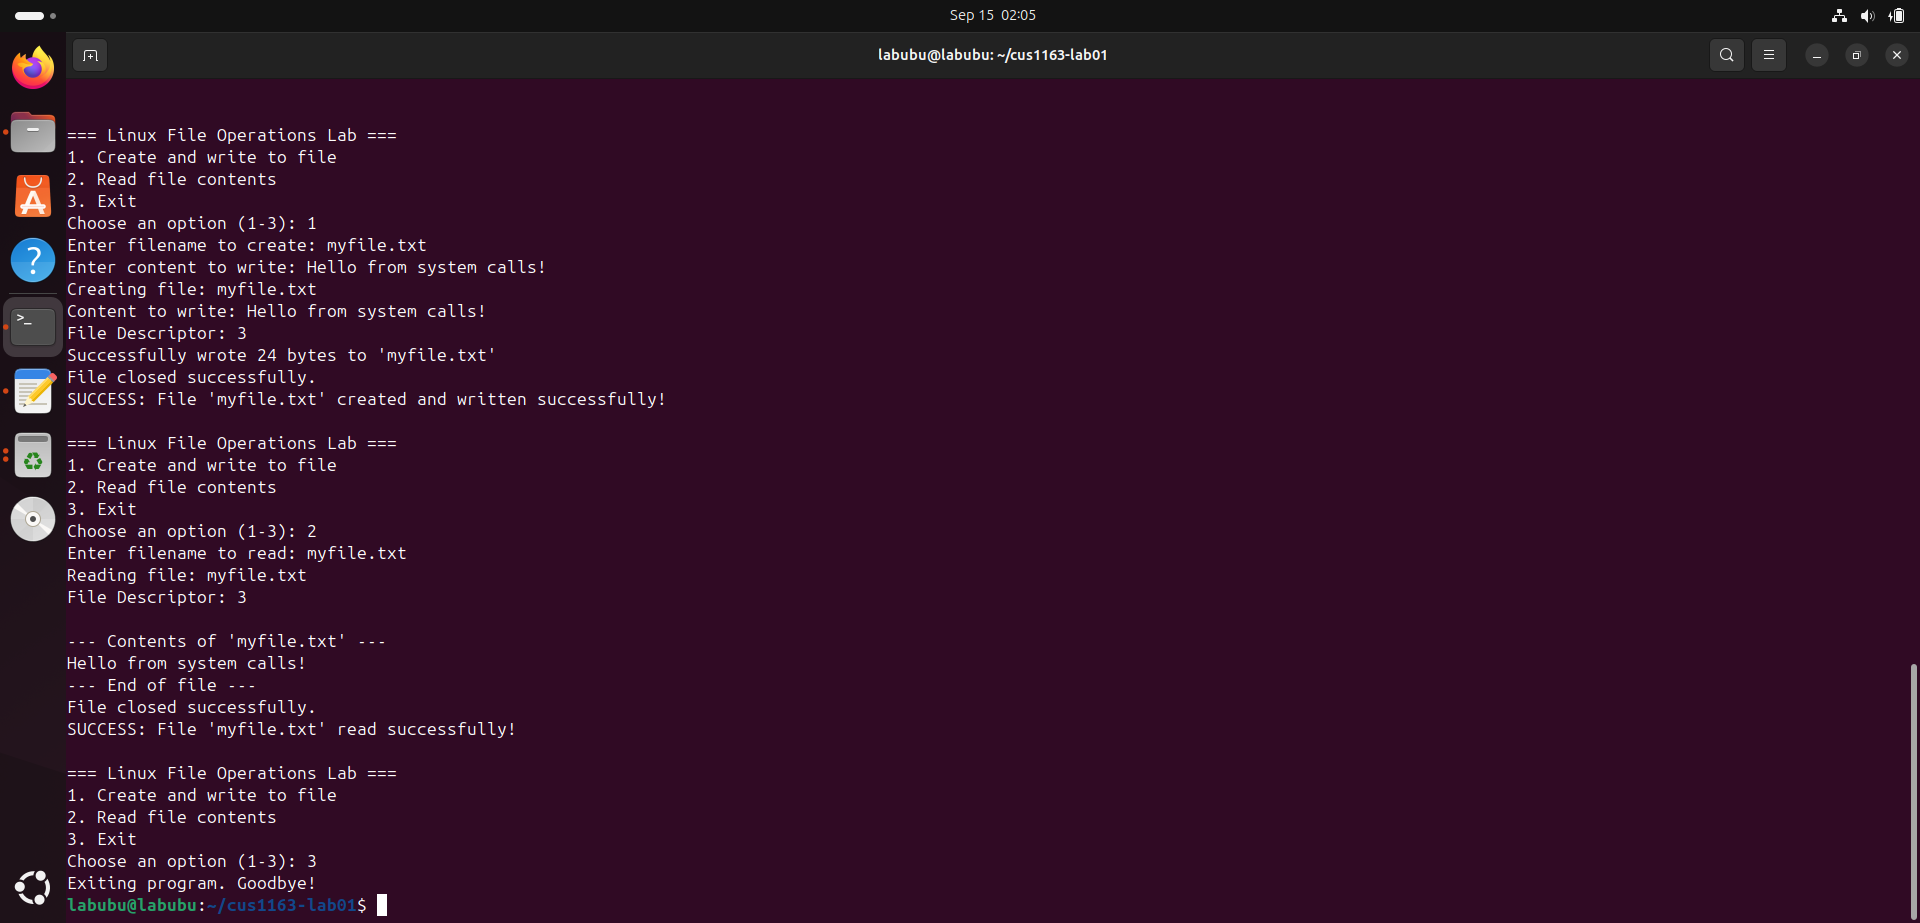 Sep 15 02:05
labubu@labubu: ~/cus1163-lab01
=== Linux File Operations Lab ===
1. Create and write to file
2. Read file contents
3. Exit
Choose an option (1-3): 1
Enter filename to create: myfile.txt
Enter content to write: Hello from system calls!
Creating file: myfile.txt
Content to write: Hello from system calls!
File Descriptor: 3
Successfully wrote 24 bytes to 'myfile.txt'
File closed successfully.
SUCCESS: File 'myfile.txt' created and written successfully!
=== Linux File Operations Lab ===
1. Create and write to file
2. Read file contents
3. Exit
Choose an option (1-3): 2
Enter filename to read: myfile.txt
Reading file: myfile.txt
File Descriptor: 3
--- Contents of 'myfile.txt' ---
Hello from system calls!
--- End of file ---
File closed successfully.
SUCCESS: File 'myfile.txt' read successfully!
=== Linux File Operations Lab ===
1. Create and write to file
2. Read file contents
3. Exit
Choose an option (1-3): 3
Exiting program. Goodbye!
labubu@labubu:~/cus1163-lab01$